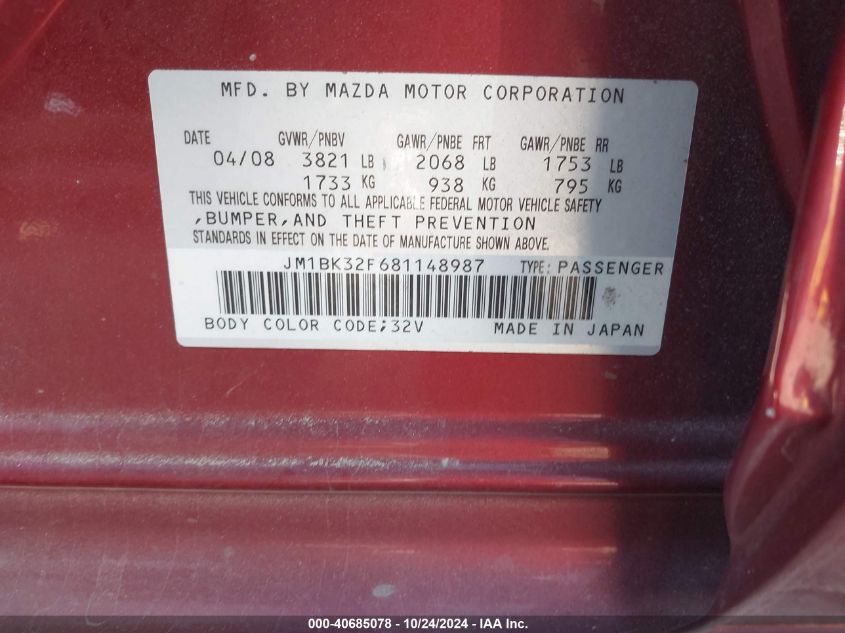 MFD. BY MAZDA MOTOR CORPORATION
DATE GVWR/PNBV GAWR/PNBE FRT GAWR/PNBE RR
04/08 3821 LB 2068 LB 1753 LB
1733 KG 938 KG 795 KG
THIS VEHICLE CONFORMS TO ALL APPLICABLE FEDERAL MOTOR VEHICLE SAFETY
,BUMPER,AND THEFT PREVENTION
STANDARDS IN EFFECT ON THE DATE OF MANUFACTURE SHOWN ABOVE.
JM1BK32F681148987 TYPE: PASSENGER
BODY COLOR CODE;32V MADE IN JAPAN
000-40685078 - 10/24/2024 - IAA Inc.